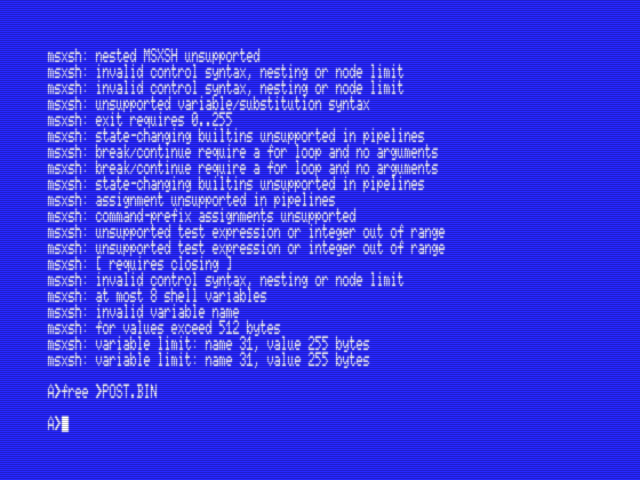 msxsh: nested MSXSH unsupported
msxsh: invalid control syntax, nesting or node limit
msxsh: invalid control syntax, nesting or node limit
msxsh: unsupported variable/substitution syntax
msxsh: exit requires 0..255
msxsh: state-changing builtins unsupported in pipelines
msxsh: break/continue require a for loop and no arguments
msxsh: break/continue require a for loop and no arguments
msxsh: state-changing builtins unsupported in pipelines
msxsh: assignment unsupported in pipelines
msxsh: command-prefix assignments unsupported
msxsh: unsupported test expression or integer out of range
msxsh: unsupported test expression or integer out of range
msxsh: [ requires closing ]
msxsh: invalid control syntax, nesting or node limit
msxsh: at most 8 shell variables
msxsh: invalid variable name
msxsh: for values exceed 512 bytes
msxsh: variable limit: name 31, value 255 bytes
msxsh: variable limit: name 31, value 255 bytes
A>free >POST.BIN
A>